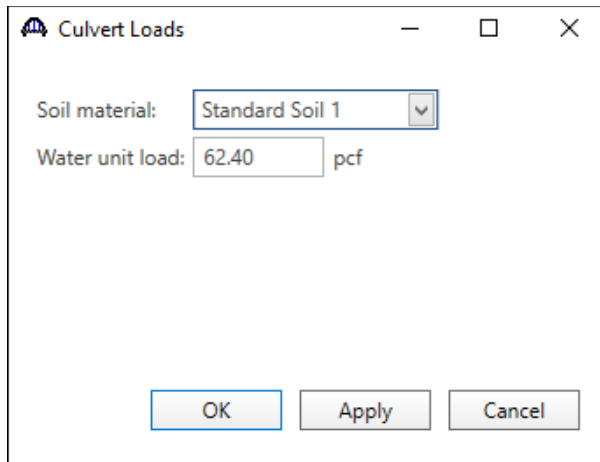 Culvert Loads
Soil material: Standard Soil 1
Water unit load: 62.40 pcf
OK Apply Cancel